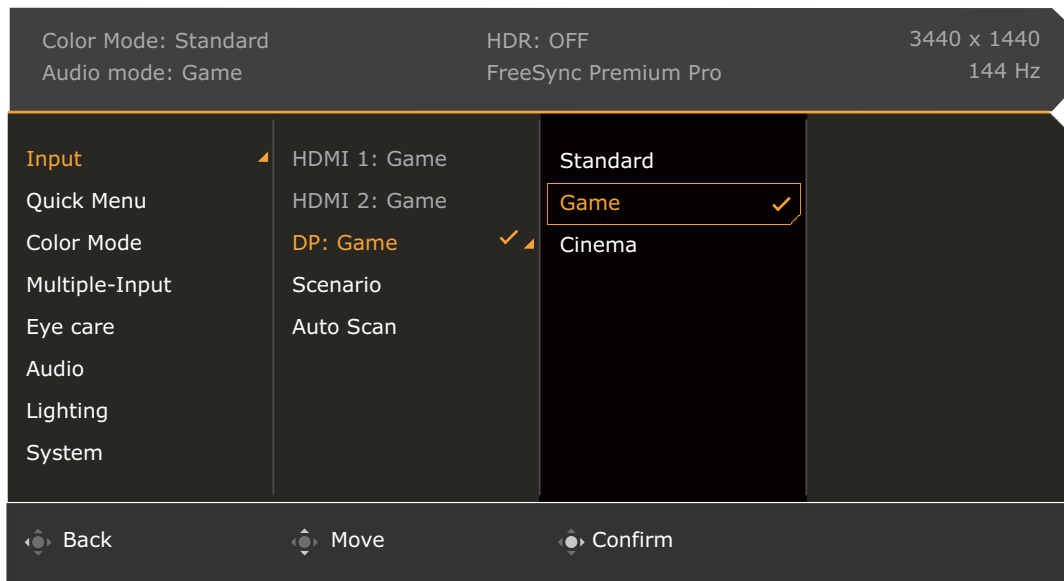 Color Mode: Standard
HDR: OFF
3440 x 1440
Audio mode: Game
FreeSync Premium Pro
144 Hz
Input
Quick Menu
Color Mode
Multiple-Input
Eye care
Audio
Lighting
System
HDMI 1: Game
HDMI 2: Game
DP: Game
Scenario
Auto Scan
Standard
Game
Cinema
Back
Move
Confirm